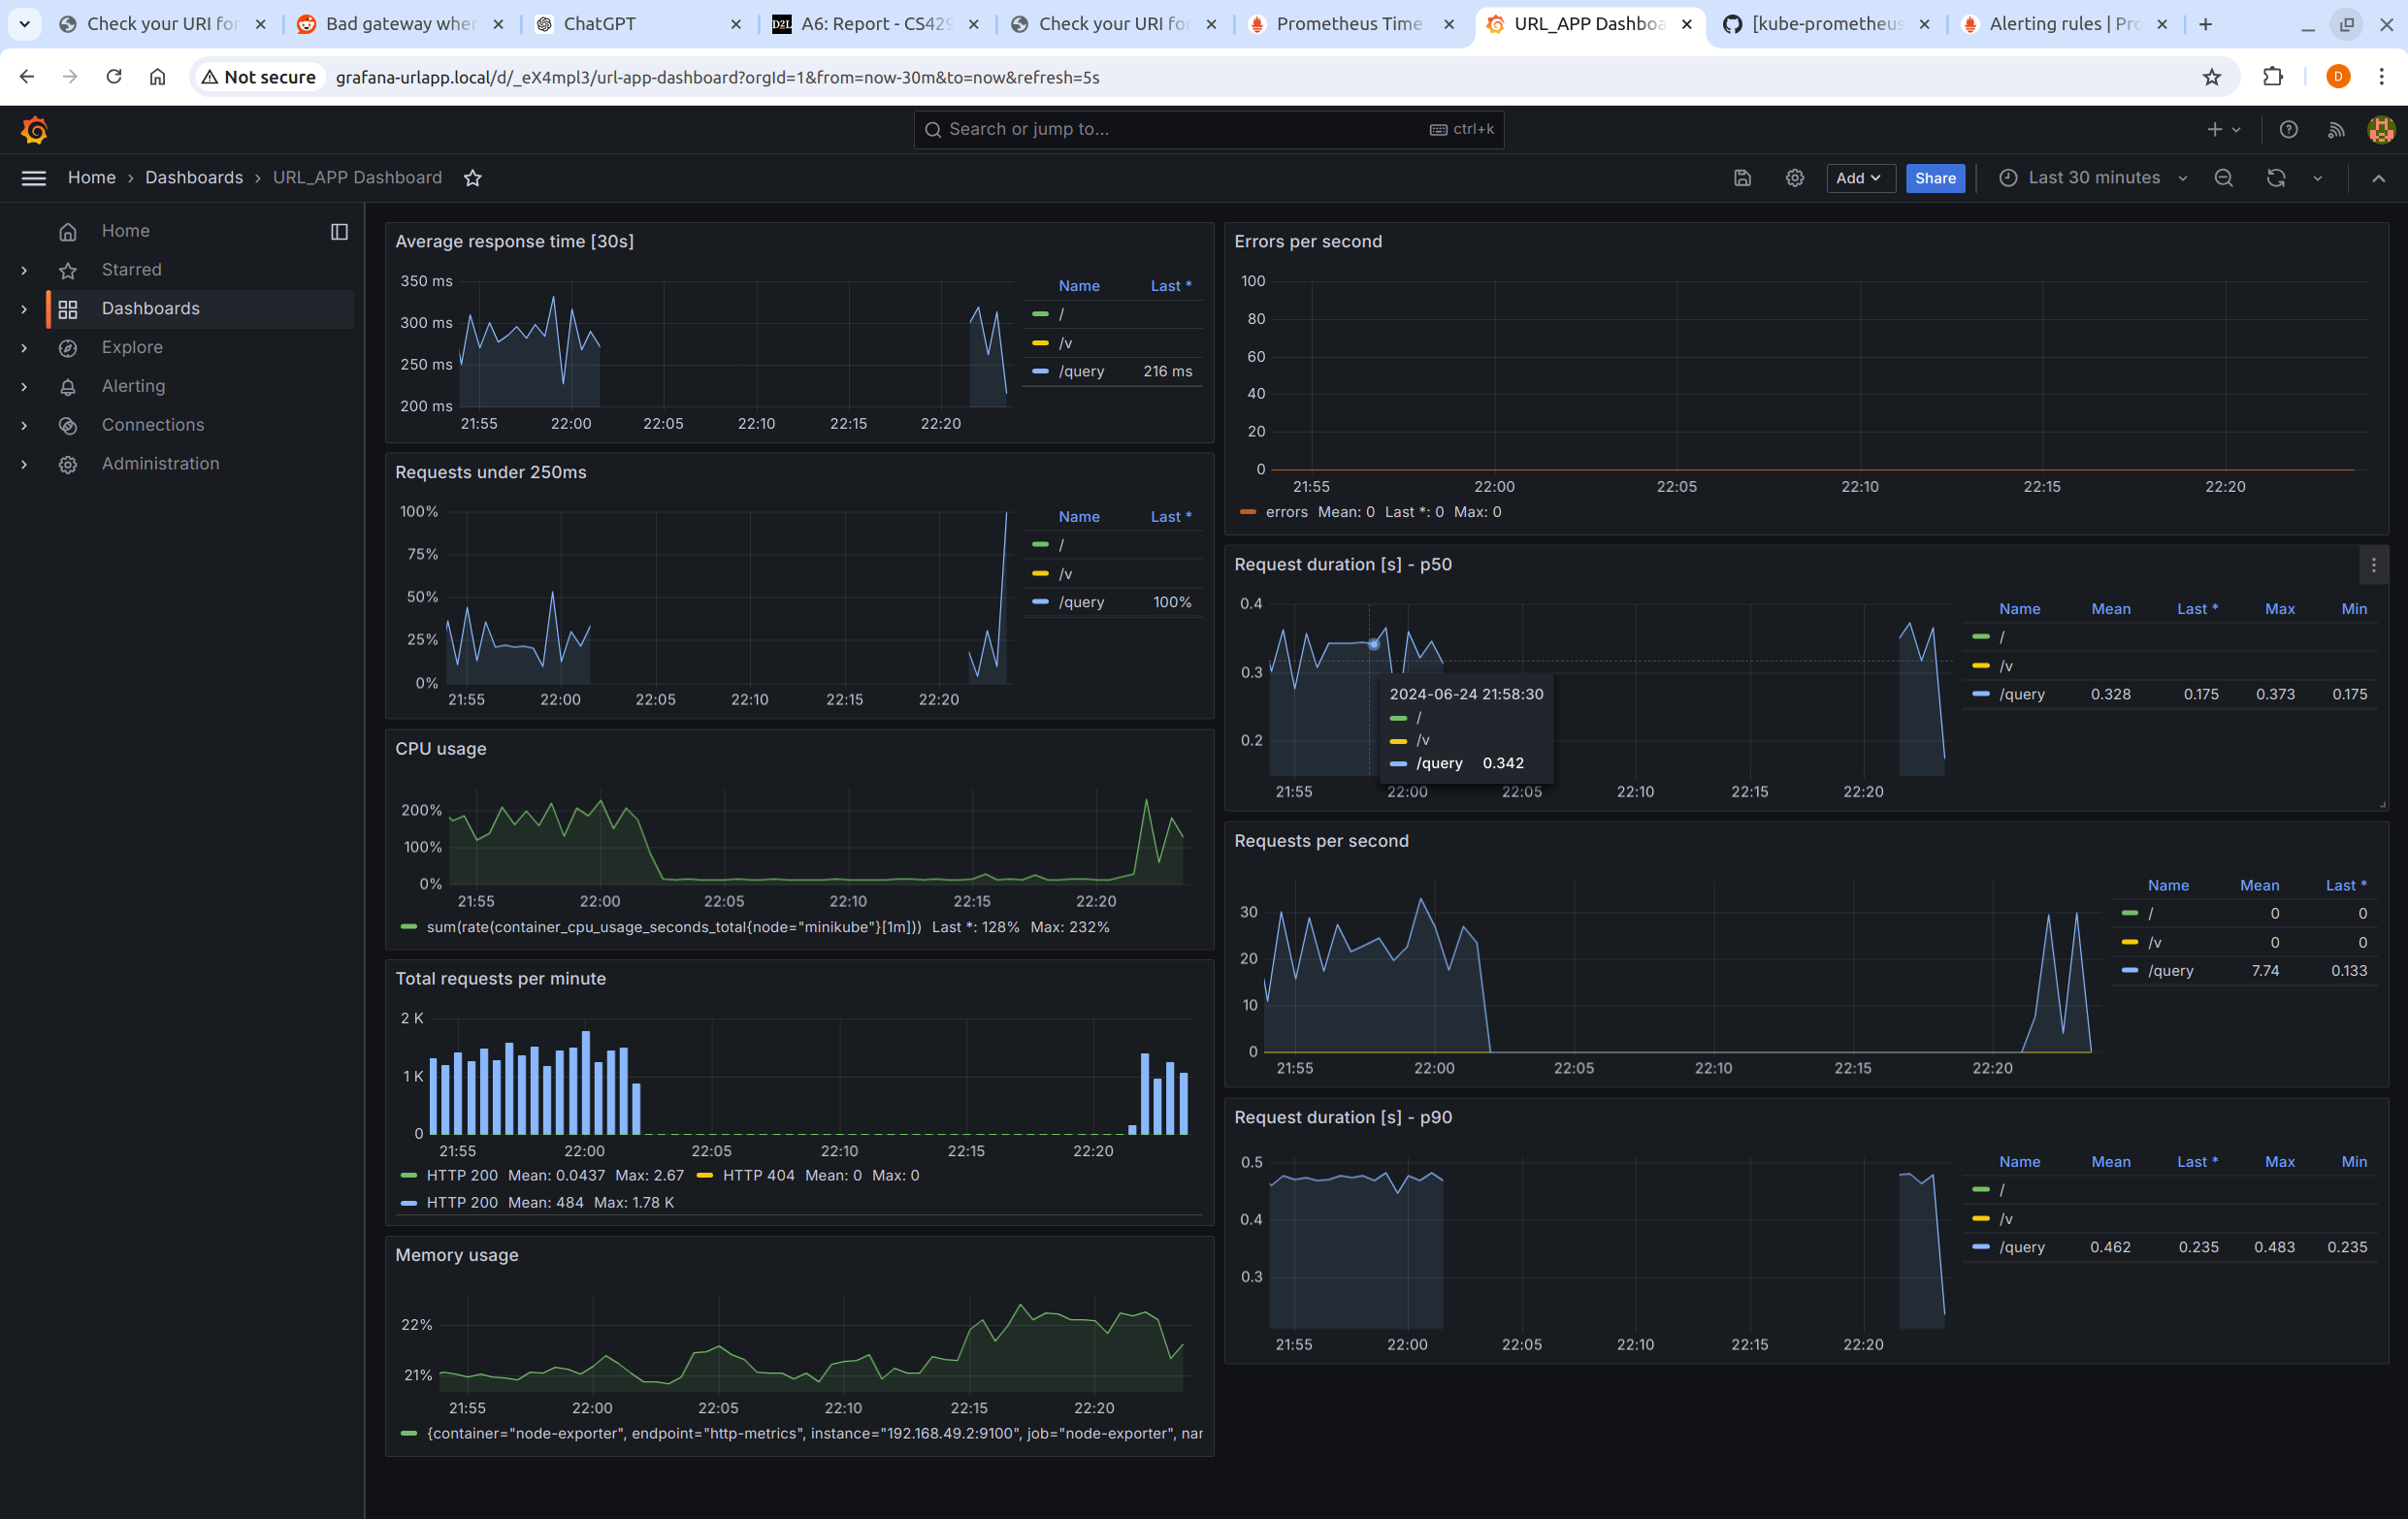 Check your URI for
Bad gateway when
ChatGPT
A6: Report - CS429
Check your URI for
Prometheus Time
URL_APP Dashboa
[kube-prometheus
Alerting rules | Pro
Not secure
grafana-urlapp.local/d/_eX4mpl3/url-app-dashboard?orgId=1&from=now-30m&to=now&refresh=5s
D
Search or jump to...
ctrl+k
Home › Dashboards › URL_APP Dashboard
Add
Share
Last 30 minutes
Home
Starred
Dashboards
Explore
Alerting
Connections
Administration
Average response time [30s]
350 ms
300 ms
250 ms
200 ms
21:55 22:00 22:05 22:10 22:15 22:20
Name Last *
/
/v
/query 216 ms
Requests under 250ms
100%
75%
50%
25%
0%
21:55 22:00 22:05 22:10 22:15 22:20
Name Last *
/
/v
/query 100%
CPU usage
200%
100%
0%
21:55 22:00 22:05 22:10 22:15 22:20
sum(rate(container_cpu_usage_seconds_total{node="minikube"}[1m])) Last *: 128% Max: 232%
Total requests per minute
2 K
1 K
0
21:55 22:00 22:05 22:10 22:15 22:20
HTTP 200 Mean: 0.0437 Max: 2.67 HTTP 404 Mean: 0 Max: 0
HTTP 200 Mean: 484 Max: 1.78 K
Memory usage
22%
21%
21:55 22:00 22:05 22:10 22:15 22:20
{container="node-exporter", endpoint="http-metrics", instance="192.168.49.2:9100", job="node-exporter", nar
Errors per second
100
80
60
40
20
0
21:55 22:00 22:05 22:10 22:15 22:20
errors Mean: 0 Last *: 0 Max: 0
Request duration [s] - p50
0.4
0.3
0.2
21:55 22:00 22:05 22:10 22:15 22:20
2024-06-24 21:58:30
/
/v
/query 0.342
Name Mean Last * Max Min
/
/v
/query 0.328 0.175 0.373 0.175
Requests per second
30
20
10
0
21:55 22:00 22:05 22:10 22:15 22:20
Name Mean Last *
/ 0 0
/v 0 0
/query 7.74 0.133
Request duration [s] - p90
0.5
0.4
0.3
21:55 22:00 22:05 22:10 22:15 22:20
Name Mean Last * Max Min
/
/v
/query 0.462 0.235 0.483 0.235